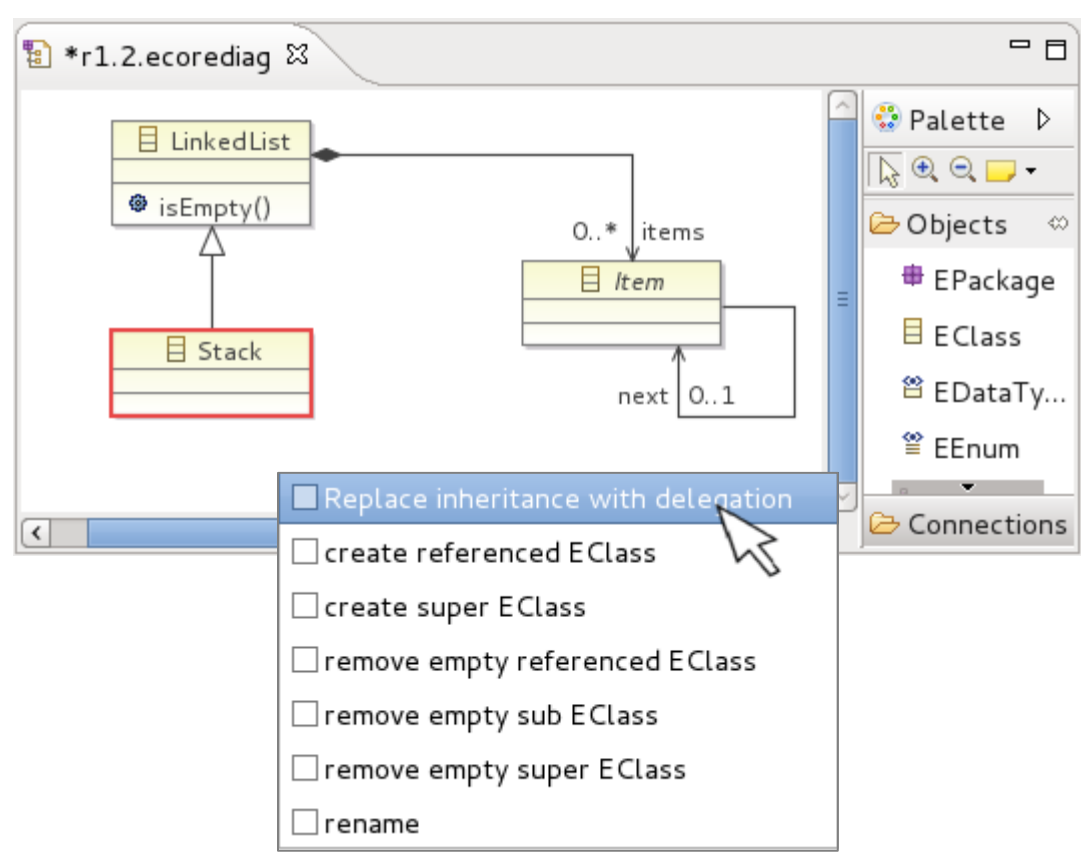 *r1.2.ecorediag
LinkedList
isEmpty()
0..* items
Item
Stack
next 0..1
Palette
Objects
EPackage
EClass
EDataTy...
EEnum
Connections
Replace inheritance with delegation
create referenced EClass
create super EClass
remove empty referenced EClass
remove empty sub EClass
remove empty super EClass
rename